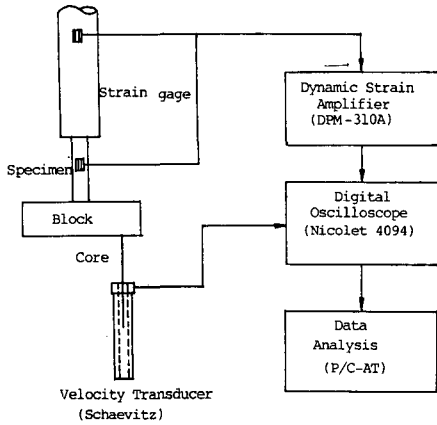 Strain gage
Dynamic Strain
Amplifier
(DPM-310A)
Specimen
Block
Digital
Oscilloscope
(Nicolet 4094)
Core
Data
Analysis
(P/C-AT)
Velocity Transducer
(Schaevitz)